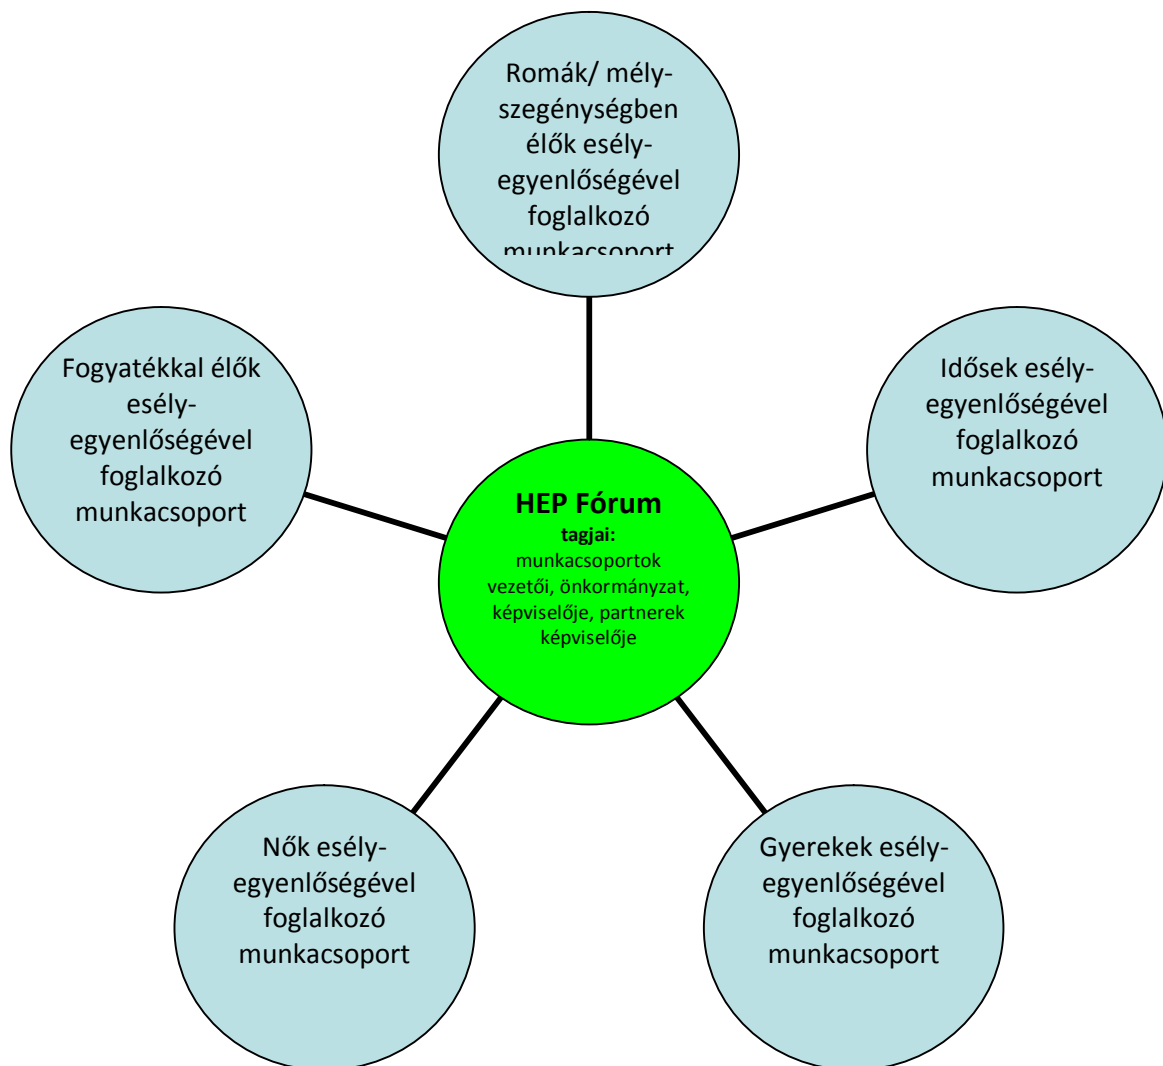 Romák/ mély-
szegénységben
élők esély-
egyenlőségével
foglalkozó
munkacsoport
Fogyatékkal élők
esély-
egyenlőségével
foglalkozó
munkacsoport
Idősek esély-
egyenlőségével
foglalkozó
munkacsoport
HEP Fórum
tagjai:
munkacsoportok
vezetői, önkormányzat,
képviselője, partnerek
képviselője
Nők esély-
egyenlőségével
foglalkozó
munkacsoport
Gyerekek esély-
egyenlőségével
foglalkozó
munkacsoport